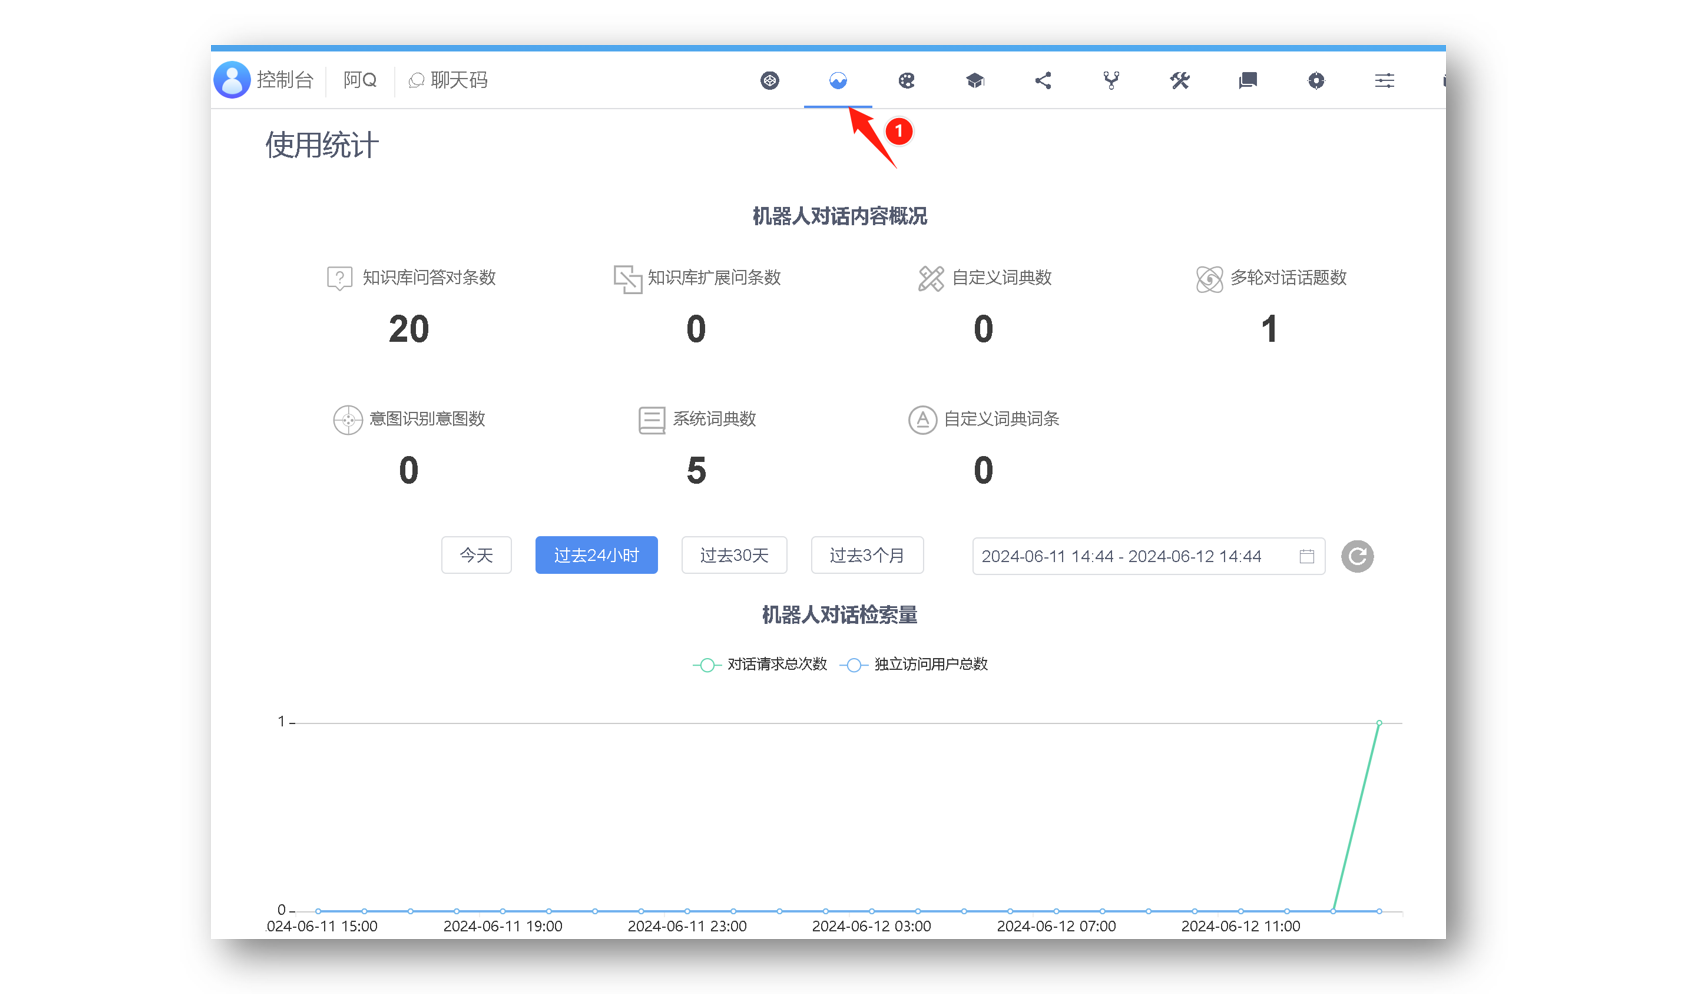 控制台 阿Q 聊天码
1
使用统计
机器人对话内容概况
知识库问答对条数 知识库扩展问条数 自定义词典数 多轮对话话题数
20 0 0 1
意图识别意图数 系统词典数 自定义词典词条
0 5 0
今天 过去24小时 过去30天 过去3个月 2024-06-11 14:44 - 2024-06-12 14:44
机器人对话检索量
对话请求总次数 独立访问用户总数
1
0
024-06-11 15:00 2024-06-11 19:00 2024-06-11 23:00 2024-06-12 03:00 2024-06-12 07:00 2024-06-12 11:00